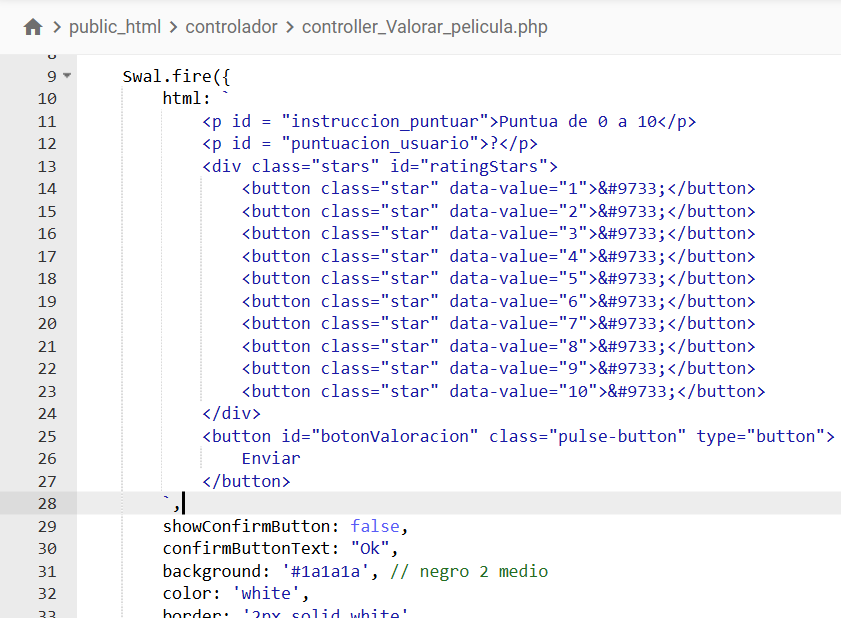 public_html > controlador > controller_Valorar_pelicula.php
8
9 Swal.fire({
10 html: `
11 <p id = "instruccion_puntuar">Puntua de 0 a 10</p>
12 <p id = "puntuacion_usuario">?</p>
13 <div class="stars" id="ratingStars">
14 <button class="star" data-value="1">&#9733;</button>
15 <button class="star" data-value="2">&#9733;</button>
16 <button class="star" data-value="3">&#9733;</button>
17 <button class="star" data-value="4">&#9733;</button>
18 <button class="star" data-value="5">&#9733;</button>
19 <button class="star" data-value="6">&#9733;</button>
20 <button class="star" data-value="7">&#9733;</button>
21 <button class="star" data-value="8">&#9733;</button>
22 <button class="star" data-value="9">&#9733;</button>
23 <button class="star" data-value="10">&#9733;</button>
24 </div>
25 <button id="botonValoracion" class="pulse-button" type="button">
26 Enviar
27 </button>
28 `,
29 showConfirmButton: false,
30 confirmButtonText: "Ok",
31 background: '#1a1a1a', // negro 2 medio
32 color: 'white',
33 border: '2px solid white'